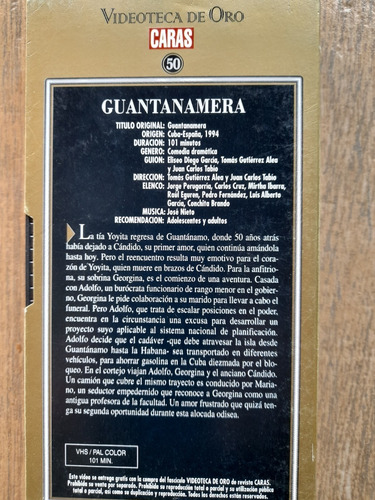 VIDEOTECA DE ORO
CARAS
50
GUANTANAMERA
TITULO ORIGINAL: Guantanamera
ORIGEN: Cuba-España, 1994
DURACION: 101 minutos
GENERO: Comedia dramática
GUION: Eliseo Diego García, Tomás Gutiérrez Alea
y Juan Carlos Tabío
DIRECCION: Tomás Gutiérrez Alea y Juan Carlos Tabío
ELENCO: Jorge Perugorría, Carlos Cruz, Mirtha Ibarra,
Raúl Eguren, Pedro Fernández, Luis Alberto
García, Conchita Brando
MUSICA: José Nieto
RECOMENDACION: Adolescentes y adultos
La tía Yoyita regresa de Guantánamo, donde 50 años atrás
había dejado a Cándido, su primer amor, quien continúa amándola
hasta hoy. Pero el reencuentro resulta muy emotivo para el cora-
zón de Yoyita, quien muere en brazos de Cándido. Para la anfitrio-
na, su sobrina Georgina, es el comienzo de una aventura. Casada
con Adolfo, un burócrata funcionario de rango menor en el gobier-
no, Georgina le pide colaboración a su marido para llevar a cabo el
funeral. Pero Adolfo, que trata de escalar posiciones en el poder,
encuentra en la circunstancia una excusa para desarrollar un
proyecto suyo aplicable al sistema nacional de planificación.
Adolfo decide que el cadáver -que debe atravesar la isla desde
Guantánamo hasta la Habana- sea transportado en diferentes
vehículos, para ahorrar gasolina en la Cuba diezmada por el blo-
queo. En el cortejo viajan Adolfo, Georgina y el anciano Cándido.
Un camión que cubre el mismo trayecto es conducido por Maria-
no, un seductor empedernido que reconoce a Georgina como una
antigua profesora de la facultad. Un amor frustrado que quizá ten-
ga su segunda oportunidad durante esta alocada odisea.
VHS / PAL COLOR
101 MIN.
Este video se entrega gratis con la compra del fascículo VIDEOTECA DE ORO de revista CARAS.
Prohibida su venta por separado. Prohibida su reproducción total o parcial y su utilización pública
total o parcial, así como su duplicación y reproducción. Todos los derechos están reservados.